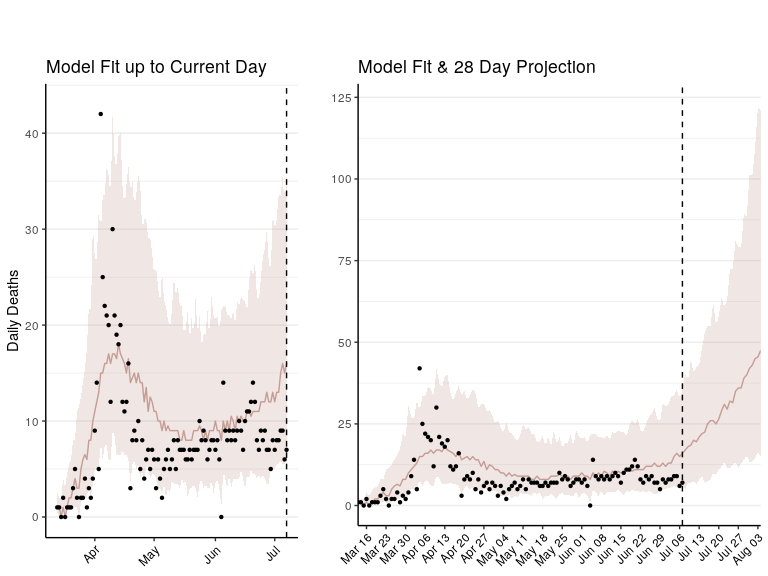 Model Fit up to Current Day
Model Fit & 28 Day Projection
Daily Deaths
40
30
20
10
0
Apr
May
Jun
Jul
125
100
75
50
25
0
Mar 16
Mar 23
Mar 30
Apr 06
Apr 13
Apr 20
Apr 27
May 04
May 11
May 18
May 25
Jun 01
Jun 08
Jun 15
Jun 22
Jun 29
Jul 06
Jul 13
Jul 20
Jul 27
Aug 03